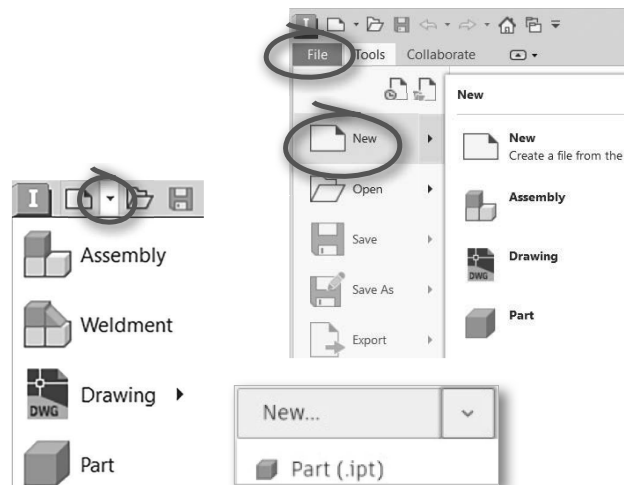 I
File Tools Collaborate
New
New
New
Create a file from the
Open
Assembly
Save
Drawing
DWG
Save As
Part
Export
I
Assembly
Weldment
Drawing
DWG
Part
New...
Part (.ipt)